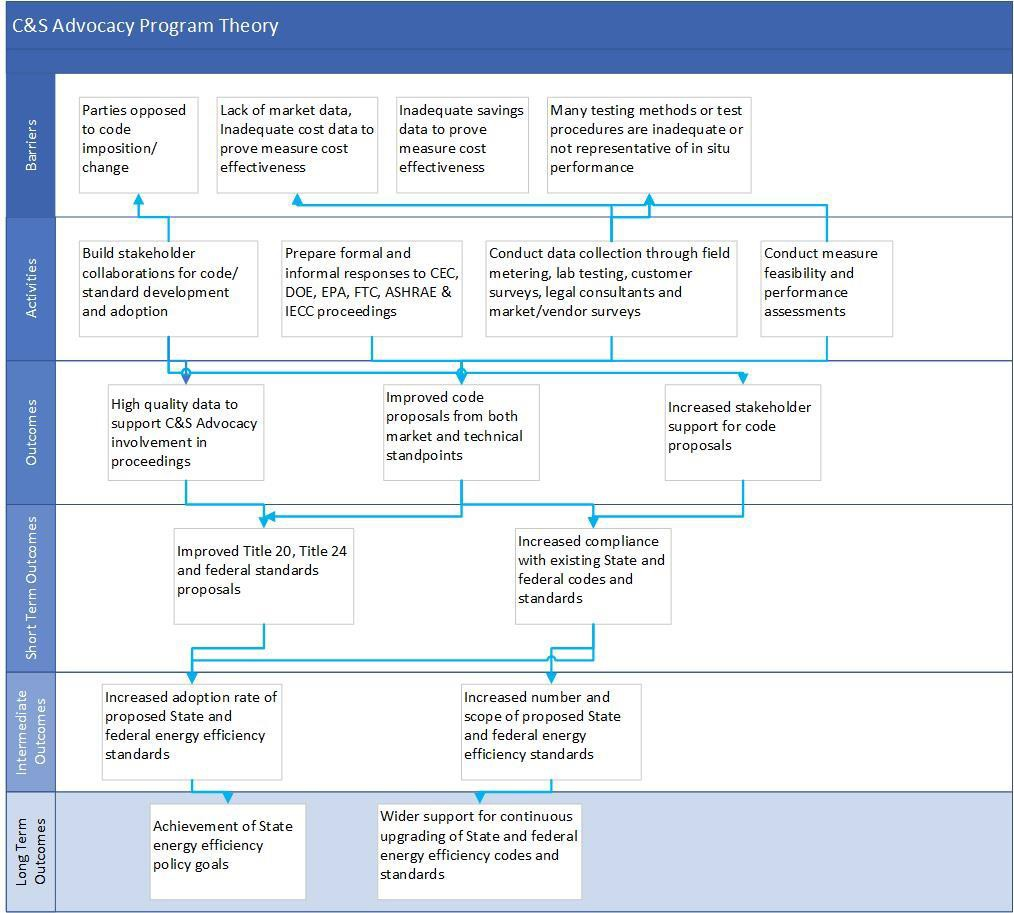 C&S Advocacy Program Theory
Barriers
Parties opposed
to code
imposition/
change
Lack of market data,
Inadequate cost data to
prove measure cost
effectiveness
Inadequate savings
data to prove
measure cost
effectiveness
Many testing methods or test
procedures are inadequate or
not representative of in situ
performance
Activities
Build stakeholder
collaborations for code/
standard development
and adoption
Prepare formal and
informal responses to CEC,
DOE, EPA, FTC, ASHRAE &
IECC proceedings
Conduct data collection through field
metering, lab testing, customer
surveys, legal consultants and
market/vendor surveys
Conduct measure
feasibility and
performance
assessments
Outcomes
High quality data to
support C&S Advocacy
involvement in
proceedings
Improved code
proposals from both
market and technical
standpoints
Increased stakeholder
support for code
proposals
Short Term Outcomes
Improved Title 20, Title 24
and federal standards
proposals
Increased compliance
with existing State and
federal codes and
standards
Intermediate
Outcomes
Increased adoption rate of
proposed State and
federal energy efficiency
standards
Increased number and
scope of proposed State
and federal energy
efficiency standards
Long Term
Outcomes
Achievement of State
energy efficiency
policy goals
Wider support for continuous
upgrading of State and federal
energy efficiency codes and
standards